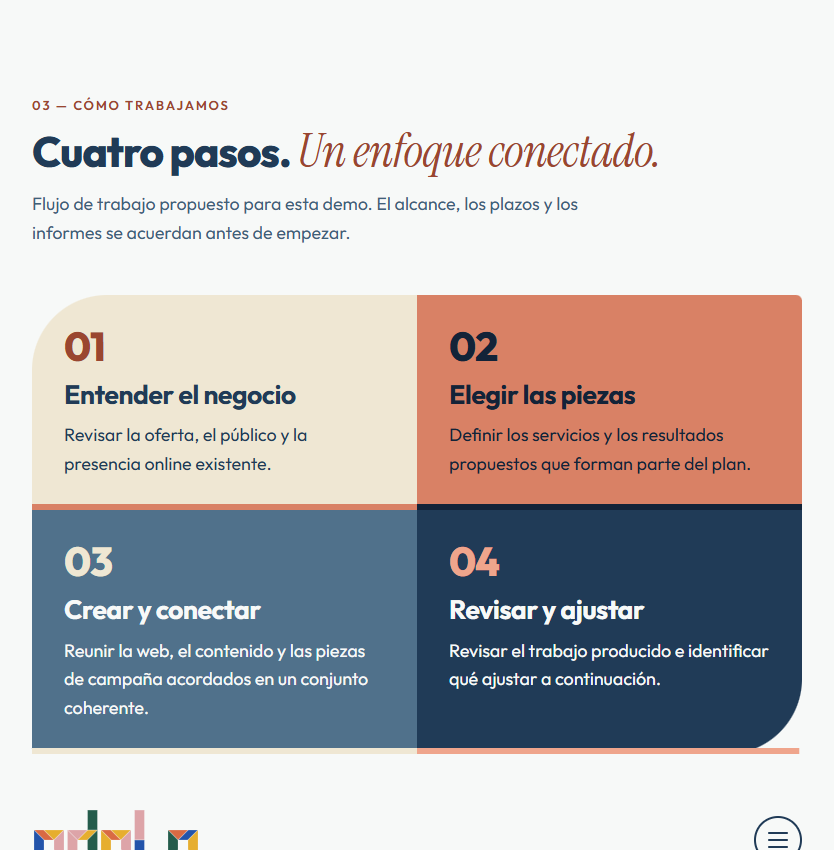 03 — CÓMO TRABAJAMOS
Cuatro pasos. Un enfoque conectado.
Flujo de trabajo propuesto para esta demo. El alcance, los plazos y los
informes se acuerdan antes de empezar.
01
Entender el negocio
Revisar la oferta, el público y la
presencia online existente.
02
Elegir las piezas
Definir los servicios y los resultados
propuestos que forman parte del plan.
03
Crear y conectar
Reunir la web, el contenido y las piezas
de campaña acordados en un conjunto
coherente.
04
Revisar y ajustar
Revisar el trabajo producido e identificar
qué ajustar a continuación.